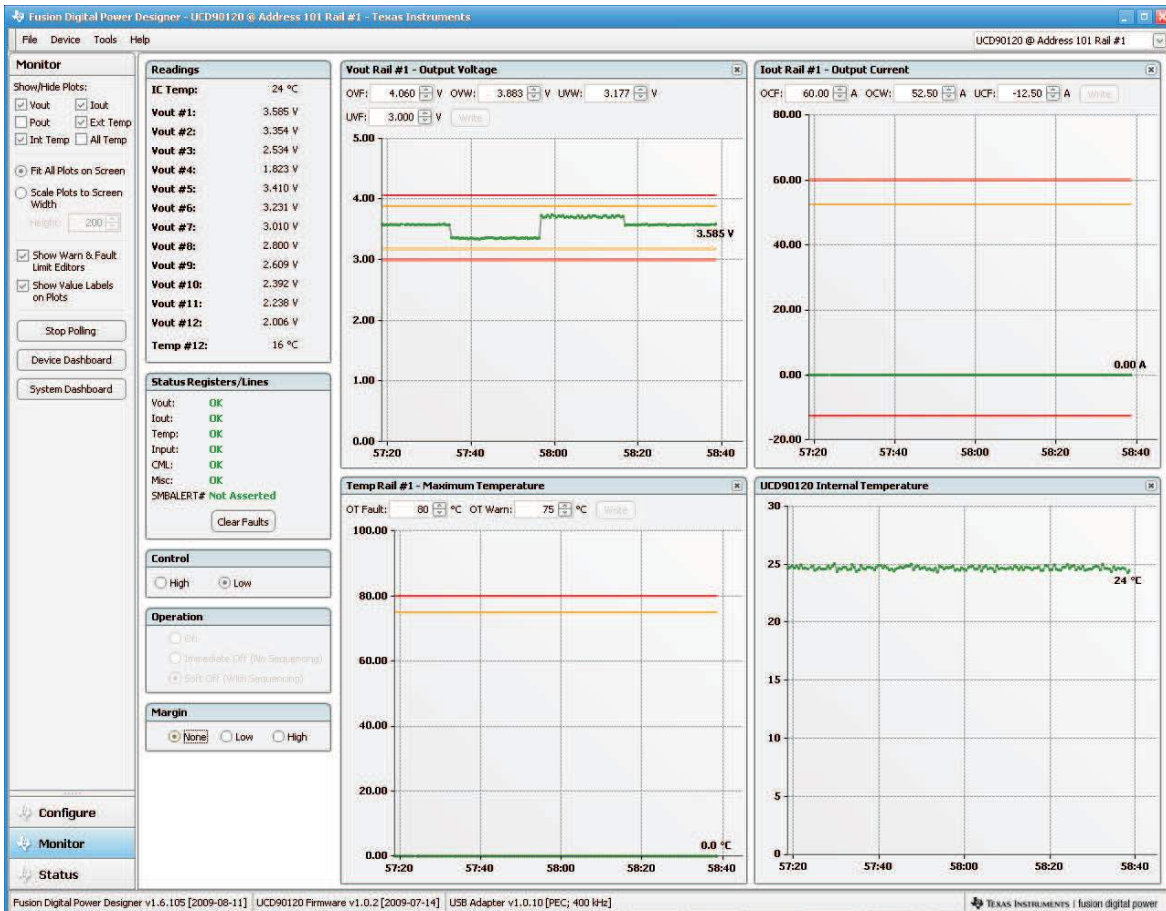 Fusion Digital Power Designer - UCD90120 @ Address 101 Rail #1 - Texas Instruments
File Device Tools Help
UCD90120 @ Address 101 Rail #1
Monitor
Show/Hide Plots:
Vout Iout
Pout Ext Temp
Int Temp All Temp
Fit All Plots on Screen
Scale Plots to Screen
Width
Height: 200
Show Warn & Fault
Limit Editors
Show Value Labels
on Plots
Stop Polling
Device Dashboard
System Dashboard
Configure
Monitor
Status
Readings
IC Temp: 24 °C
Vout #1: 3.585 V
Vout #2: 3.354 V
Vout #3: 2.534 V
Vout #4: 1.823 V
Vout #5: 3.410 V
Vout #6: 3.231 V
Vout #7: 3.010 V
Vout #8: 2.800 V
Vout #9: 2.609 V
Vout #10: 2.392 V
Vout #11: 2.238 V
Vout #12: 2.006 V
Temp #12: 16 °C
Status Registers/Lines
Vout: OK
Iout: OK
Temp: OK
Input: OK
CML: OK
Misc: OK
SMBALERT# Not Asserted
Clear Faults
Control
High Low
Operation
On
Immediate Off (No Sequencing)
Soft Off (With Sequencing)
Margin
None Low High
Vout Rail #1 - Output Voltage
OVF: 4.060 V OVW: 3.883 V UVW: 3.177 V
UVF: 3.000 V Write
5.00
4.00
3.00
2.00
1.00
0.00
3.585 V
57:20 57:40 58:00 58:20 58:40
Iout Rail #1 - Output Current
OCF: 60.00 A OCW: 52.50 A UCF: -12.50 A Write
80.00
60.00
40.00
20.00
0.00
-20.00
0.00 A
57:20 57:40 58:00 58:20 58:40
Temp Rail #1 - Maximum Temperature
OT Fault: 80 °C OT Warn: 75 °C Write
100.00
80.00
60.00
40.00
20.00
0.00
0.0 °C
57:20 57:40 58:00 58:20 58:40
UCD90120 Internal Temperature
30
25
20
15
10
5
0
24 °C
57:20 57:40 58:00 58:20 58:40
Fusion Digital Power Designer v1.6.105 [2009-08-11] UCD90120 Firmware v1.0.2 [2009-07-14] USB Adapter v1.0.10 [PEC; 400 kHz] TEXAS INSTRUMENTS | fusion digital power